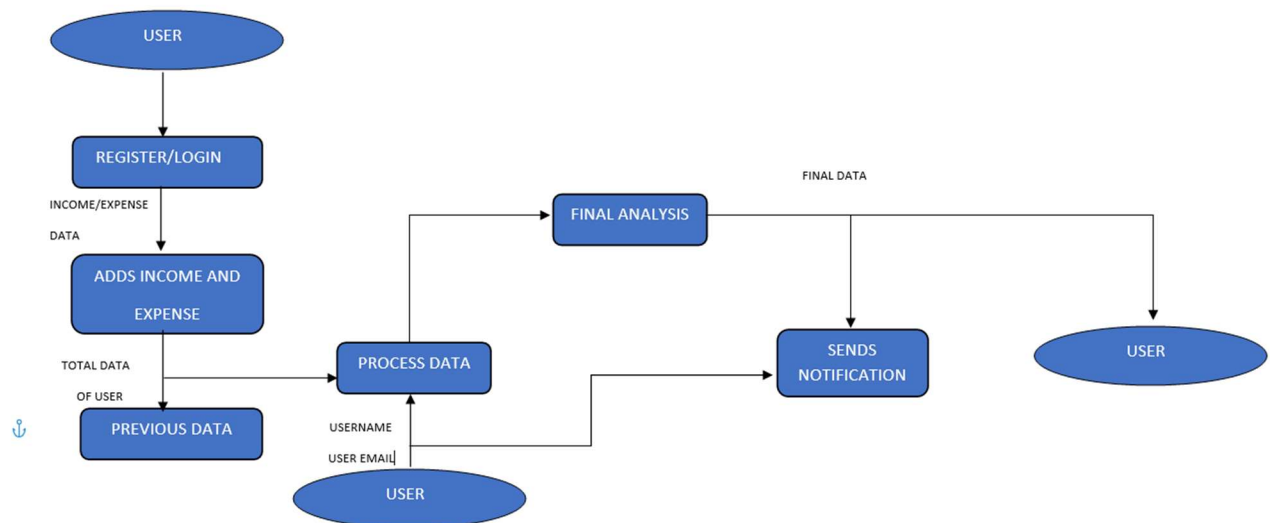 USER
REGISTER/LOGIN
INCOME/EXPENSE
DATA
ADDS INCOME AND
EXPENSE
TOTAL DATA
OF USER
PREVIOUS DATA
PROCESS DATA
USERNAME
USER EMAIL
USER
FINAL ANALYSIS
FINAL DATA
SENDS
NOTIFICATION
USER